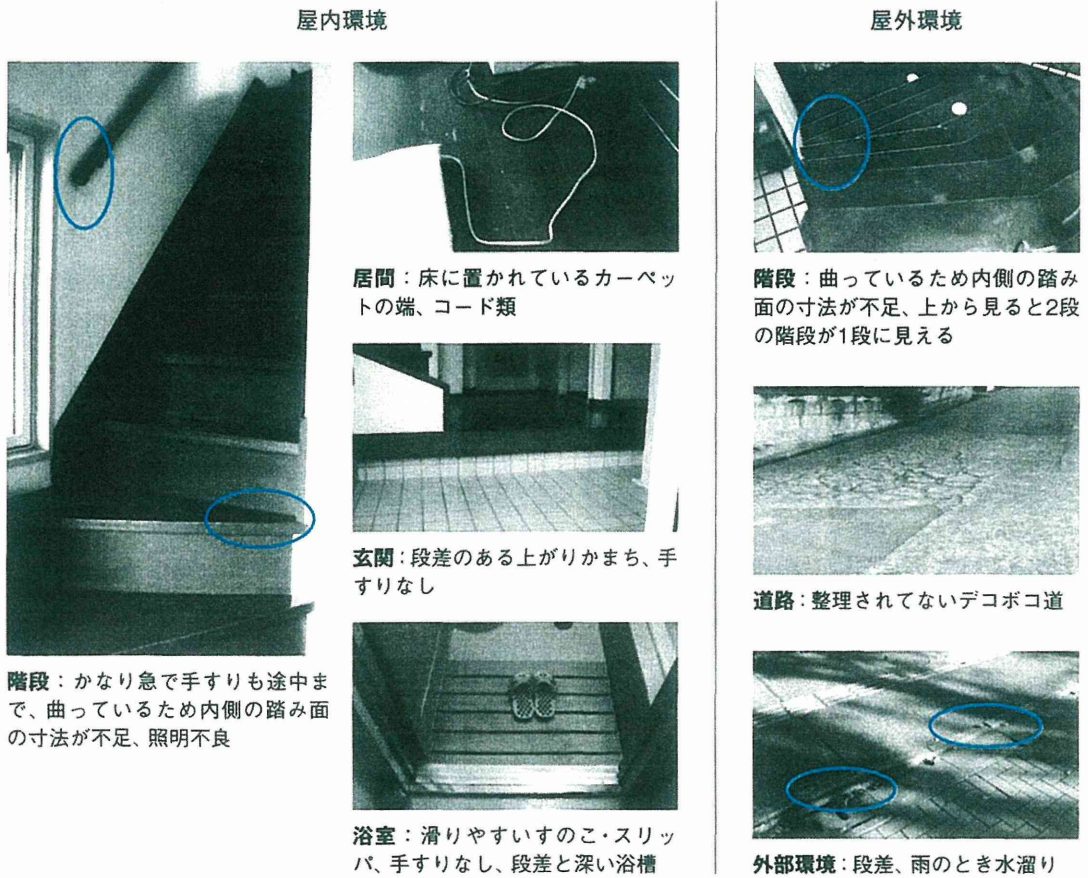 屋内環境
階段：かなり急で手すりも途中ま
で、曲っているため内側の踏み面
の寸法が不足、照明不良
居間：床に置かれているカーペッ
トの端、コード類
玄関：段差のある上がりかまち、手
すりなし
浴室：滑りやすいすのこ・スリッ
パ、手すりなし、段差と深い浴槽
屋外環境
階段：曲っているため内側の踏み
面の寸法が不足、上から見ると2段
の階段が1段に見える
道路：整理されてないデコボコ道
外部環境：段差、雨のとき水溜り